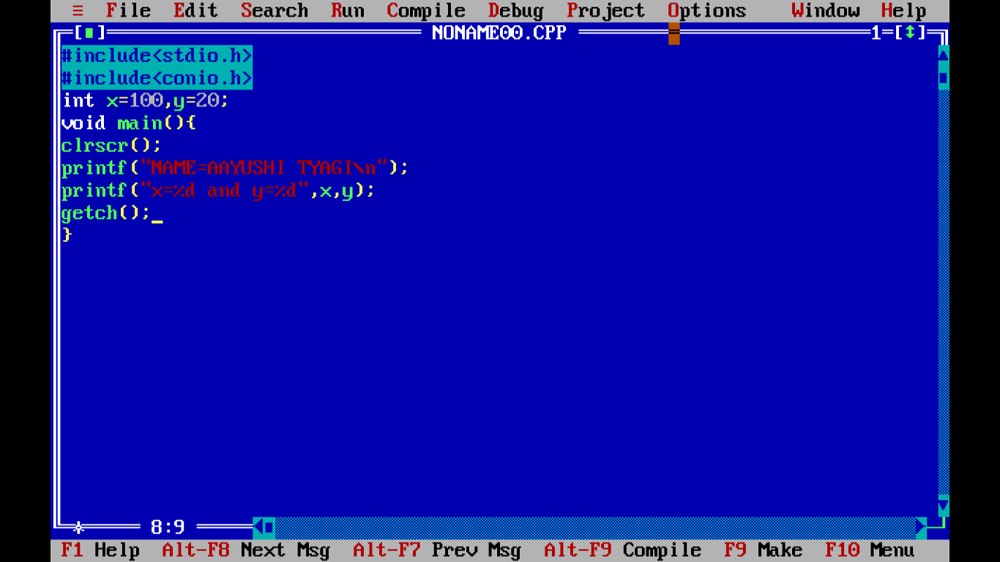 ≡ File Edit Search Run Compile Debug Project Options Window Help
[■] NONAME00.CPP 1=[↕]
#include<stdio.h>
#include<conio.h>
int x=100,y=20;
void main(){
clrscr();
printf("NAME=AAYUSHI TYAGI\n");
printf("x=%d and y=%d",x,y);
getch();_
}
8:9
F1 Help Alt-F8 Next Msg Alt-F7 Prev Msg Alt-F9 Compile F9 Make F10 Menu